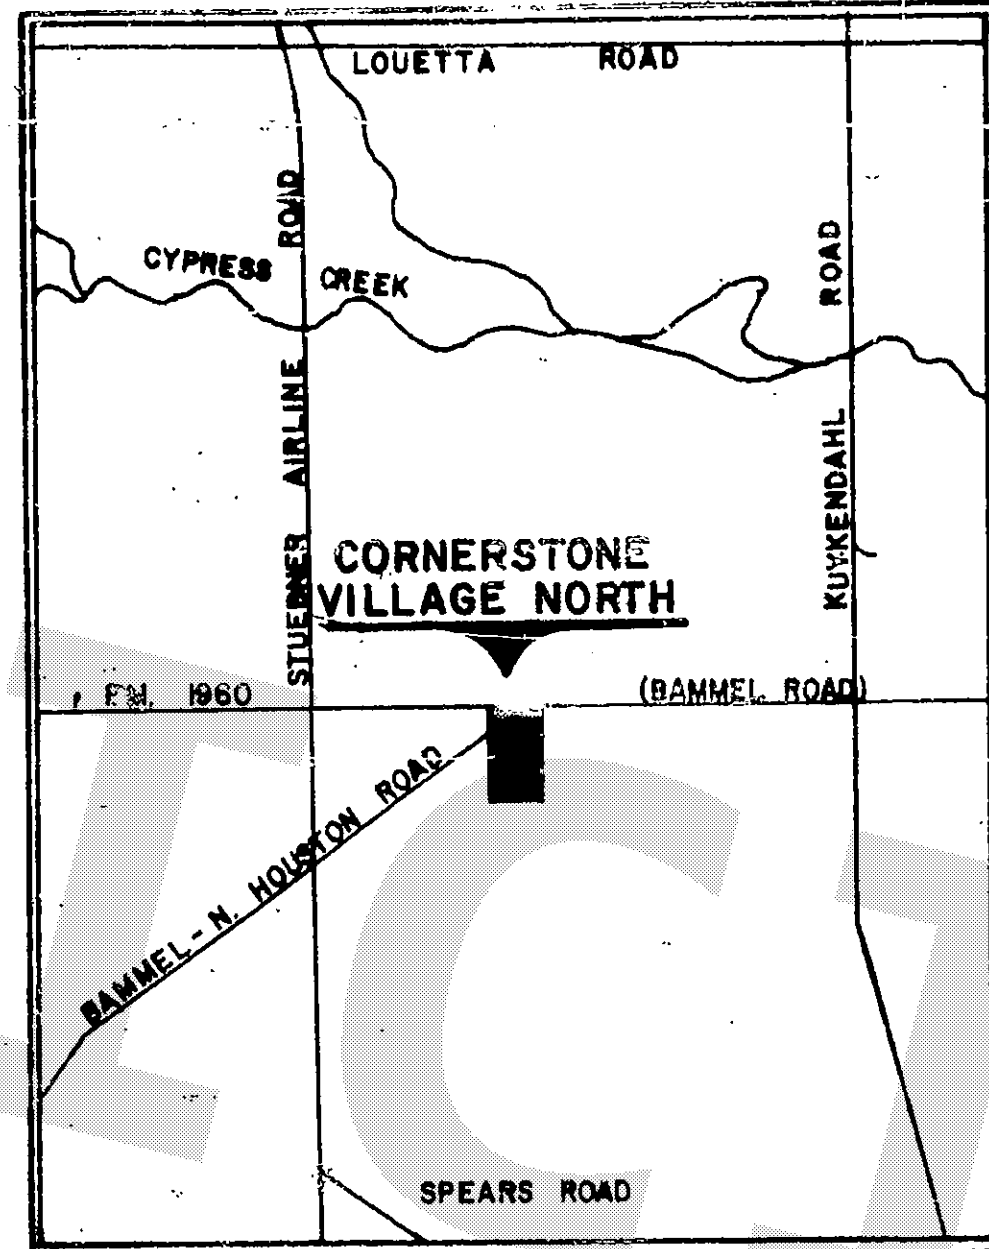 LOUETTA ROAD
STUEBNER AIRLINE ROAD
CYPRESS CREEK
KUYKENDAHL ROAD
CORNERSTONE
VILLAGE NORTH
F.M. 1960
(BAMMEL ROAD)
BAMMEL - N. HOUSTON ROAD
SPEARS ROAD